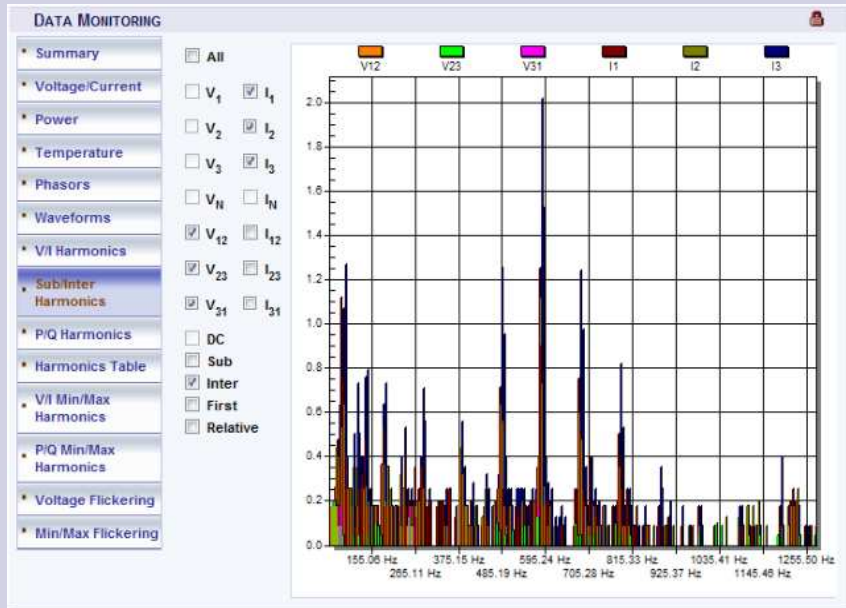 DATA MONITORING
Summary
Voltage/Current
Power
Temperature
Phasors
Waveforms
V/I Harmonics
Sub/Inter
Harmonics
P/Q Harmonics
Harmonics Table
V/I Min/Max
Harmonics
P/Q Min/Max
Harmonics
Voltage Flickering
Min/Max Flickering
All
V1 I1
V2 I2
V3 I3
VN IN
V12 I12
V23 I23
V31 I31
DC
Sub
Inter
First
Relative
V12 V23 V31 I1 I2 I3
2.0
1.8
1.6
1.4
1.2
1.0
0.8
0.6
0.4
0.2
0.0
155.06 Hz 375.15 Hz 595.24 Hz 815.33 Hz 1035.41 Hz 1255.50 Hz
265.11 Hz 485.19 Hz 705.28 Hz 925.37 Hz 1145.46 Hz